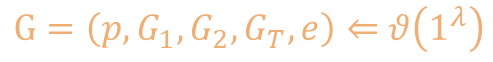 G = (p, G₁, G₂, G_T, e) ⇐ ϑ(1^λ)